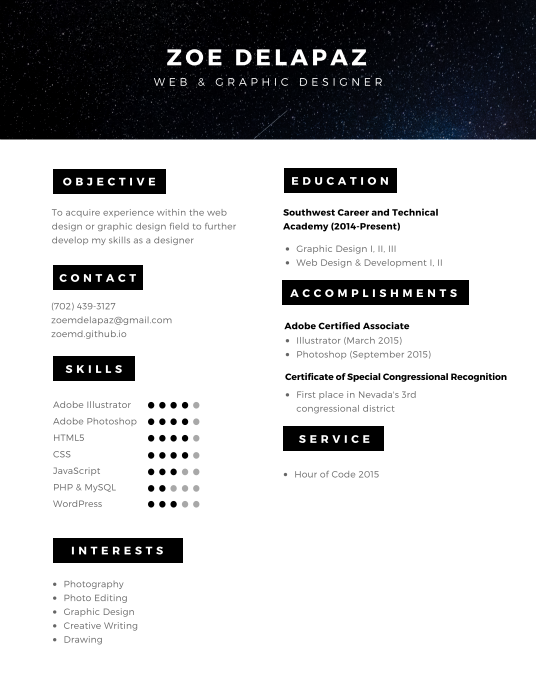 ZOE DELAPAZ
WEB & GRAPHIC DESIGNER
OBJECTIVE
To acquire experience within the web
design or graphic design field to further
develop my skills as a designer
CONTACT
(702) 439-3127
zoemdelapaz@gmail.com
zoemd.github.io
SKILLS
Adobe Illustrator
Adobe Photoshop
HTML5
CSS
JavaScript
PHP & MySQL
WordPress
INTERESTS
• Photography
• Photo Editing
• Graphic Design
• Creative Writing
• Drawing
EDUCATION
Southwest Career and Technical
Academy (2014-Present)
• Graphic Design I, II, III
• Web Design & Development I, II
ACCOMPLISHMENTS
Adobe Certified Associate
• Illustrator (March 2015)
• Photoshop (September 2015)
Certificate of Special Congressional Recognition
• First place in Nevada's 3rd
congressional district
SERVICE
• Hour of Code 2015